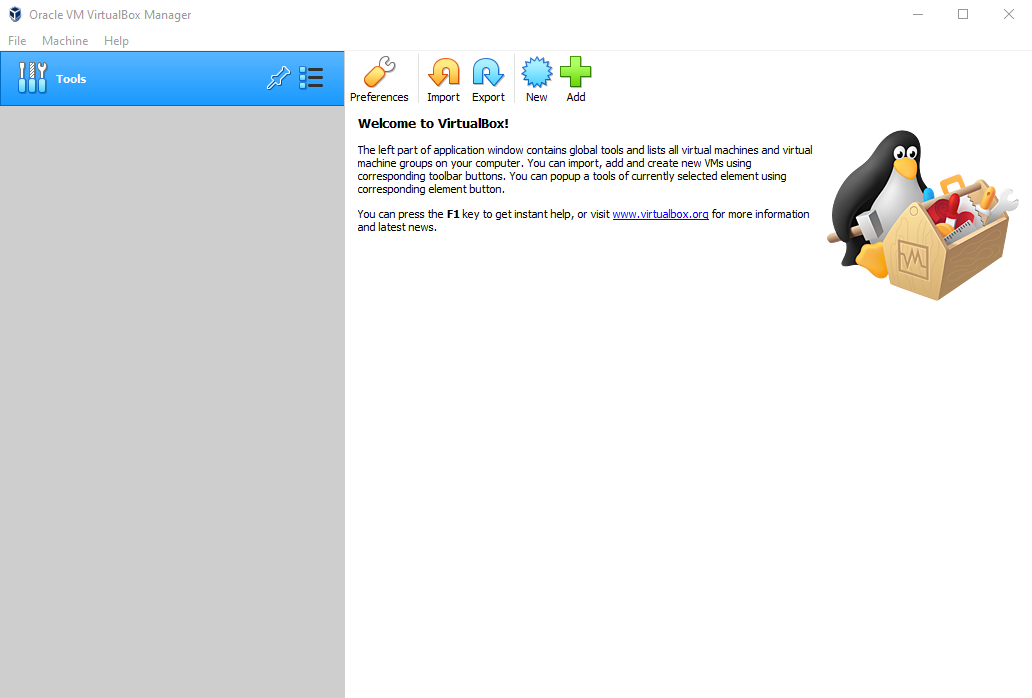 Oracle VM VirtualBox Manager
File Machine Help
Tools
Preferences Import Export New Add
Welcome to VirtualBox!
The left part of application window contains global tools and lists all virtual machines and virtual
machine groups on your computer. You can import, add and create new VMs using
corresponding toolbar buttons. You can popup a tools of currently selected element using
corresponding element button.
You can press the F1 key to get instant help, or visit www.virtualbox.org for more information
and latest news.
VM